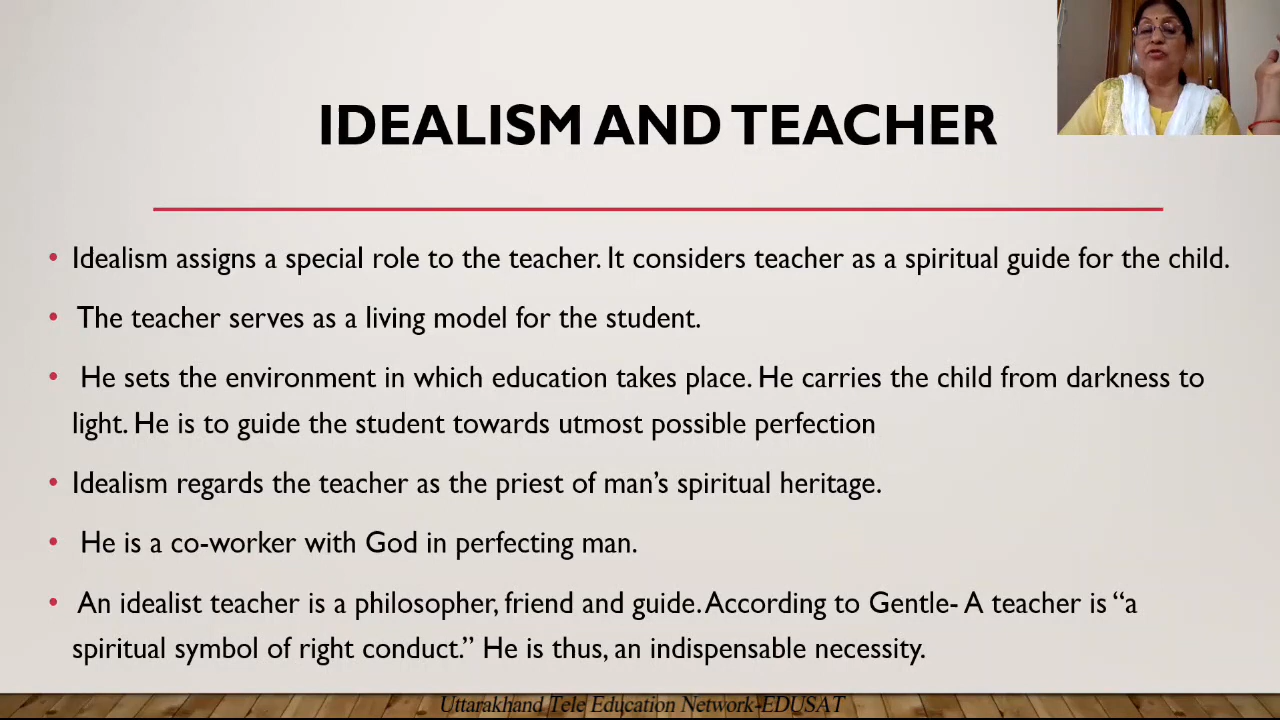 IDEALISM AND TEACHER
• Idealism assigns a special role to the teacher. It considers teacher as a spiritual guide for the child.
• The teacher serves as a living model for the student.
• He sets the environment in which education takes place. He carries the child from darkness to
light. He is to guide the student towards utmost possible perfection
• Idealism regards the teacher as the priest of man’s spiritual heritage.
• He is a co-worker with God in perfecting man.
• An idealist teacher is a philosopher, friend and guide. According to Gentle- A teacher is “a
spiritual symbol of right conduct.” He is thus, an indispensable necessity.
Uttarakhand Tele Education Network-EDUSAT